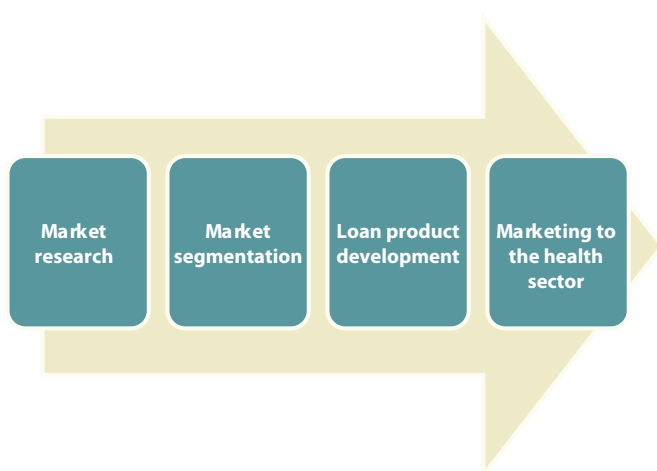 Market
research
Market
segmentation
Loan product
development
Marketing to
the health
sector